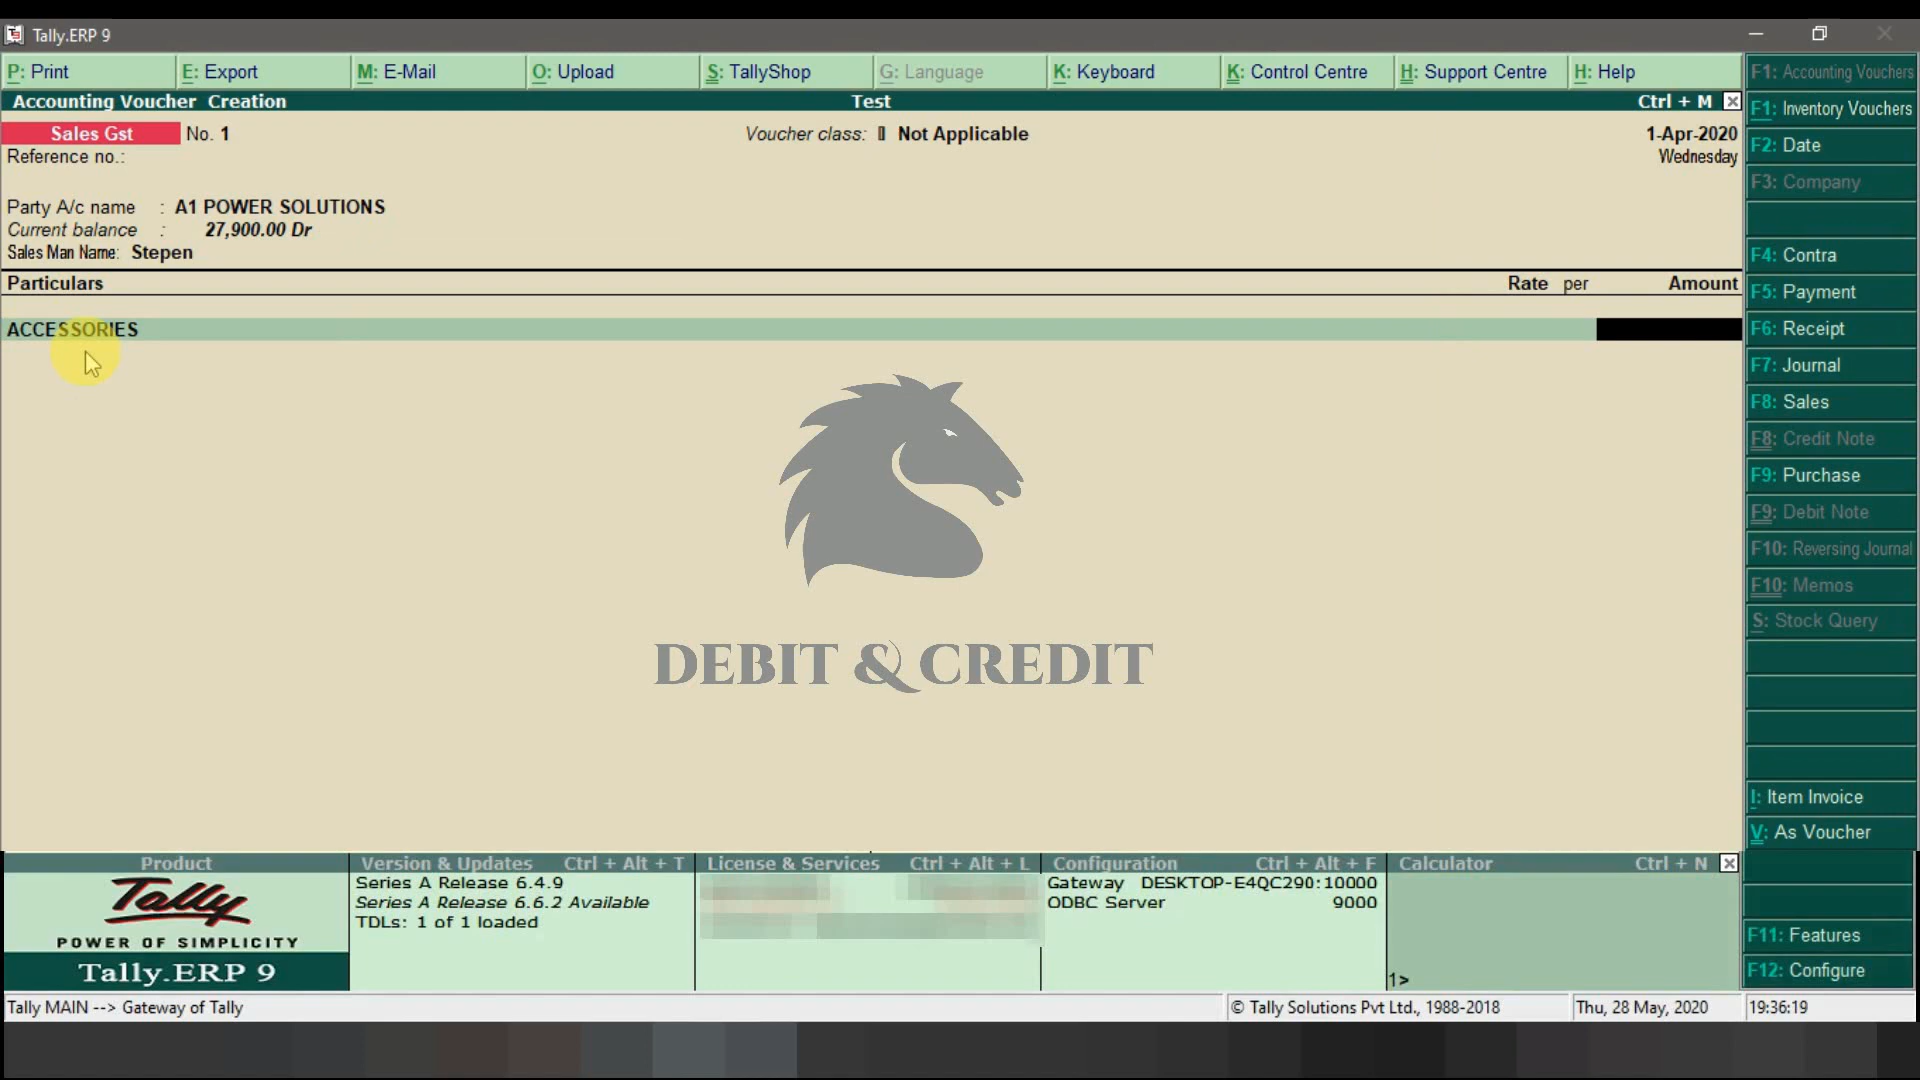 Tally.ERP 9
P: Print E: Export M: E-Mail O: Upload S: TallyShop G: Language K: Keyboard K: Control Centre H: Support Centre H: Help
Accounting Voucher Creation Test Ctrl + M
Sales Gst No. 1 Voucher class: Not Applicable 1-Apr-2020
Reference no.: Wednesday
Party A/c name : A1 POWER SOLUTIONS
Current balance : 27,900.00 Dr
Sales Man Name: Stepen
Particulars Rate per Amount
ACCESSORIES
DEBIT & CREDIT
F1: Accounting Vouchers
F1: Inventory Vouchers
F2: Date
F3: Company
F4: Contra
F5: Payment
F6: Receipt
F7: Journal
F8: Sales
F8: Credit Note
F9: Purchase
F9: Debit Note
F10: Reversing Journal
F10: Memos
S: Stock Query
I: Item Invoice
V: As Voucher
F11: Features
F12: Configure
Product
Tally
POWER OF SIMPLICITY
Tally.ERP 9
Version & Updates Ctrl + Alt + T
Series A Release 6.4.9
Series A Release 6.6.2 Available
TDLs: 1 of 1 loaded
License & Services Ctrl + Alt + L
Configuration Ctrl + Alt + F
Gateway DESKTOP-E4QC290:10000
ODBC Server 9000
Calculator Ctrl + N
1>
Tally MAIN --> Gateway of Tally © Tally Solutions Pvt Ltd., 1988-2018 Thu, 28 May, 2020 19:36:19